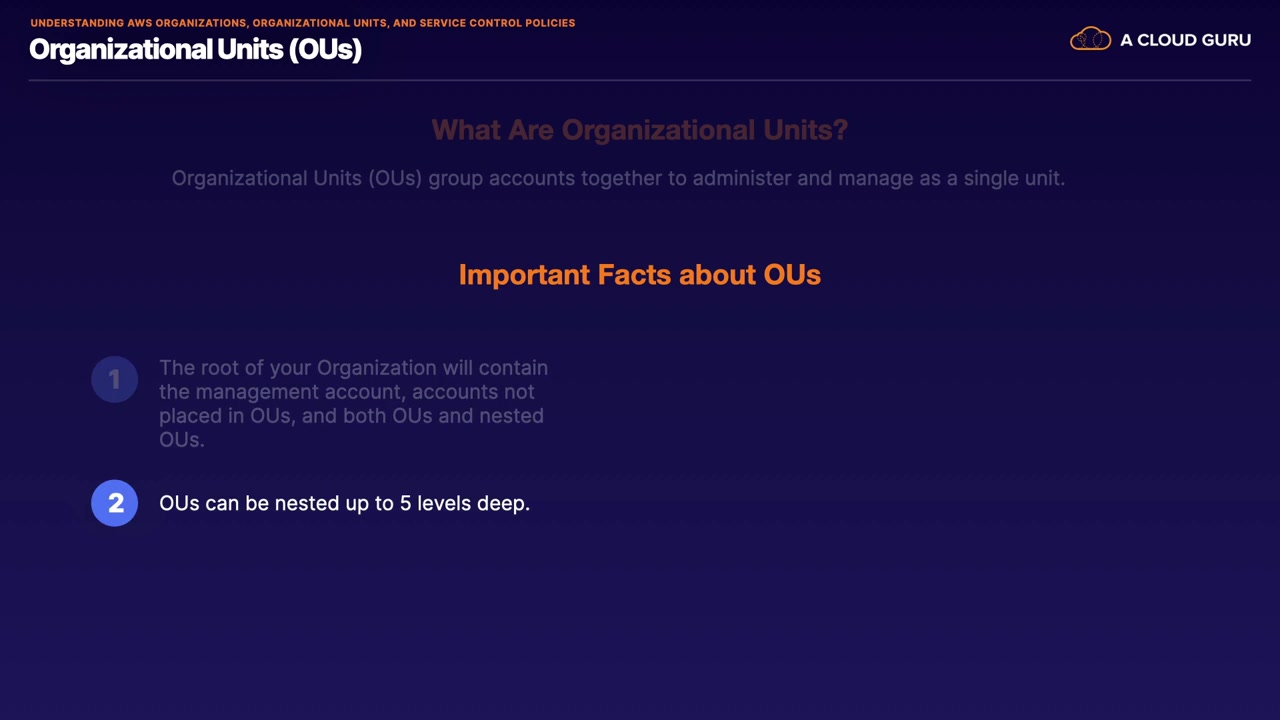 UNDERSTANDING AWS ORGANIZATIONS, ORGANIZATIONAL UNITS, AND SERVICE CONTROL POLICIES
Organizational Units (OUs)
A CLOUD GURU
What Are Organizational Units?
Organizational Units (OUs) group accounts together to administer and manage as a single unit.
Important Facts about OUs
1
The root of your Organization will contain
the management account, accounts not
placed in OUs, and both OUs and nested
OUs.
2
OUs can be nested up to 5 levels deep.